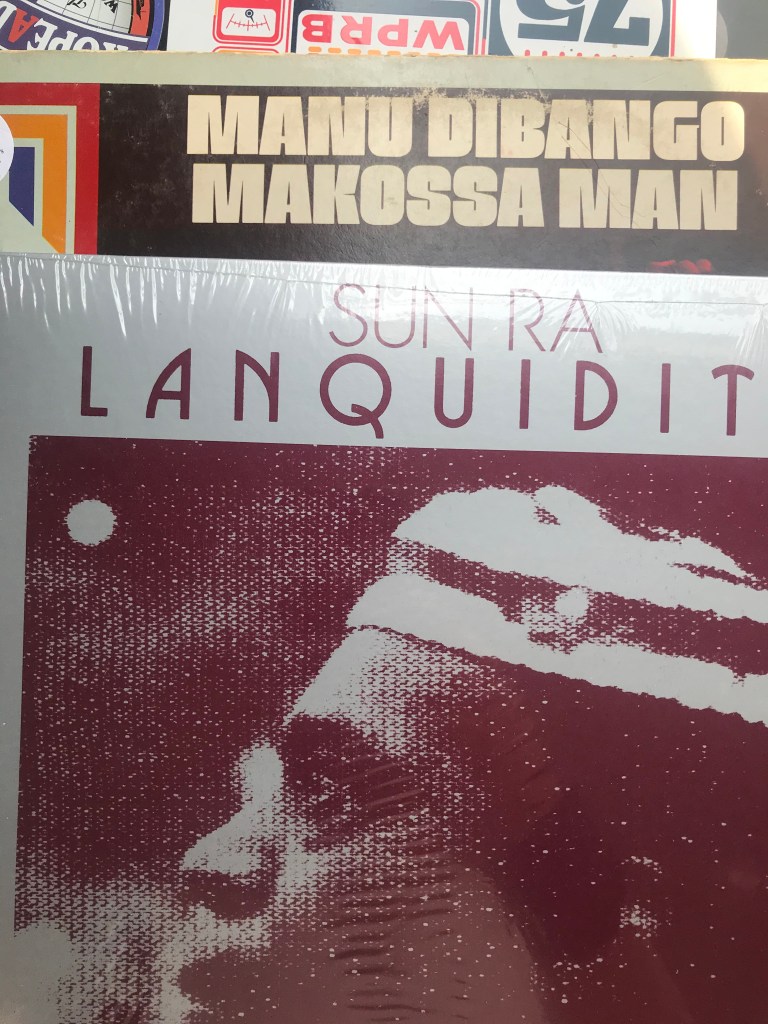 WPRB
75
MANU DIBANGO
MAKOSSA MAN
SUN RA
LANQUIDIT